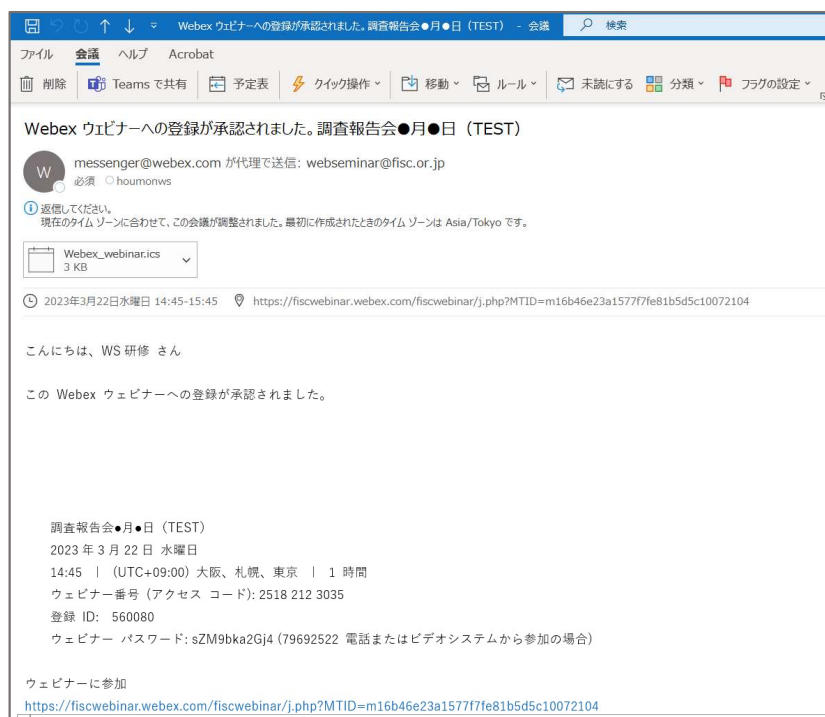 Webex ウェビナーへの登録が承認されました。調査報告会●月●日（TEST） - 会議
検索
ファイル 会議 ヘルプ Acrobat
削除 Teams で共有 予定表 クイック操作 移動 ルール 未読にする 分類 フラグの設定
Webex ウェビナーへの登録が承認されました。調査報告会●月●日（TEST）
W
messenger@webex.com が代理で送信: webseminar@fisc.or.jp
必須 houmonws
返信してください。
現在のタイム ゾーンに合わせて、この会議が調整されました。最初に作成されたときのタイム ゾーンは Asia/Tokyo です。
Webex_webinar.ics
3 KB
2023年3月22日水曜日 14:45-15:45 https://fiscwebinar.webex.com/fiscwebinar/j.php?MTID=m16b46e23a1577f7fe81b5d5c10072104
こんにちは、WS 研修 さん
この Webex ウェビナーへの登録が承認されました。
調査報告会●月●日（TEST）
2023 年 3 月 22 日 水曜日
14:45 | (UTC+09:00) 大阪、札幌、東京 | 1 時間
ウェビナー番号 (アクセス コード): 2518 212 3035
登録 ID: 560080
ウェビナー パスワード: sZM9bka2Gj4 (79692522 電話またはビデオシステムから参加の場合)
ウェビナーに参加
https://fiscwebinar.webex.com/fiscwebinar/j.php?MTID=m16b46e23a1577f7fe81b5d5c10072104